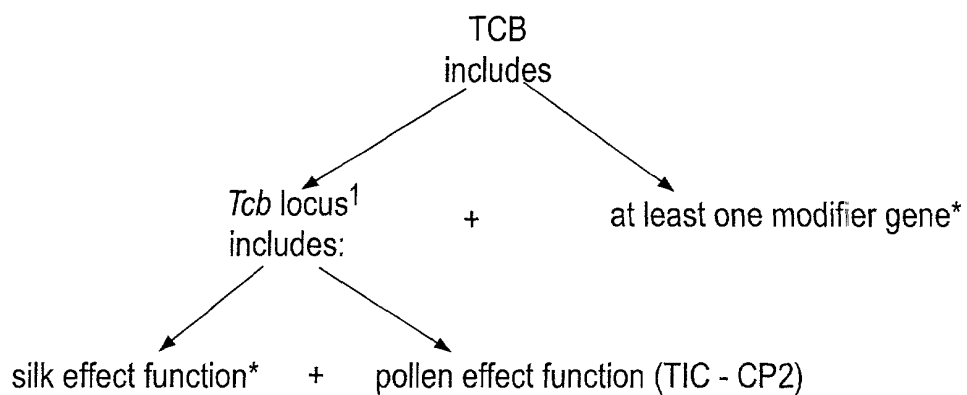 TCB
includes
Tcb locus¹ + at least one modifier gene*
includes:
silk effect function* + pollen effect function (TIC - CP2)